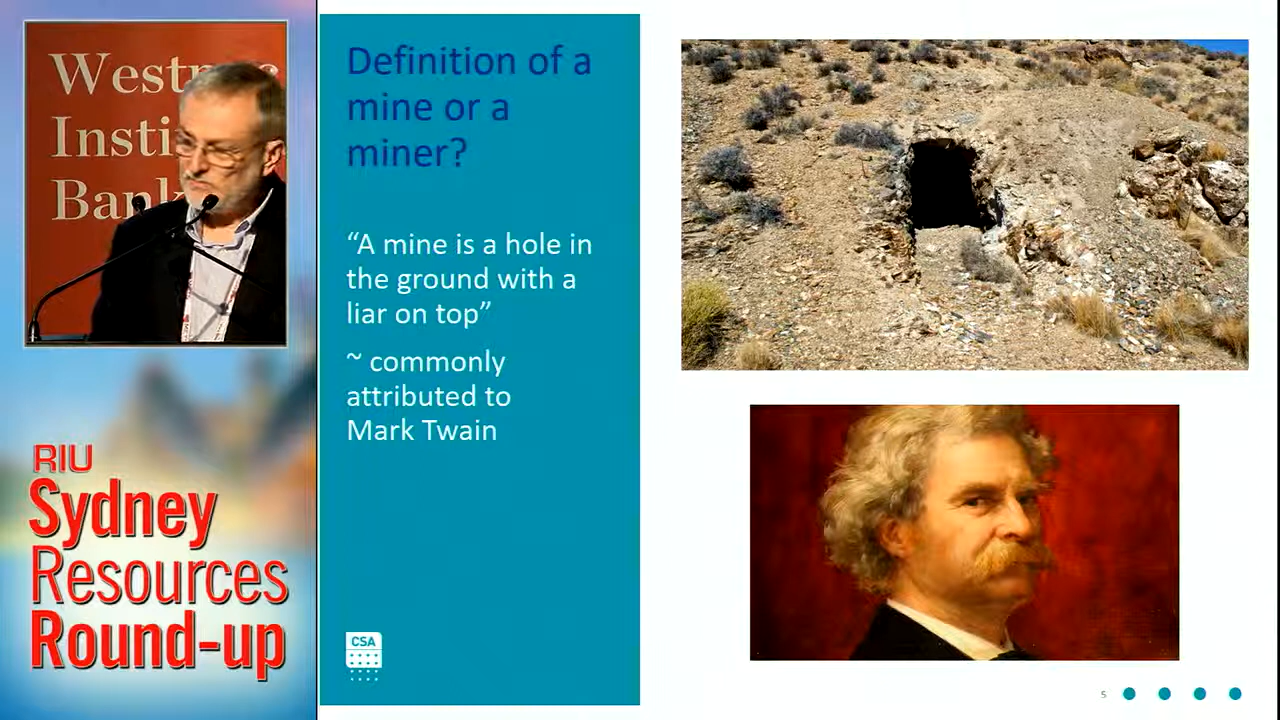 Definition of a
mine or a
miner?
“A mine is a hole in
the ground with a
liar on top”
~ commonly
attributed to
Mark Twain
CSA
5
RIU
Sydney
Resources
Round-up